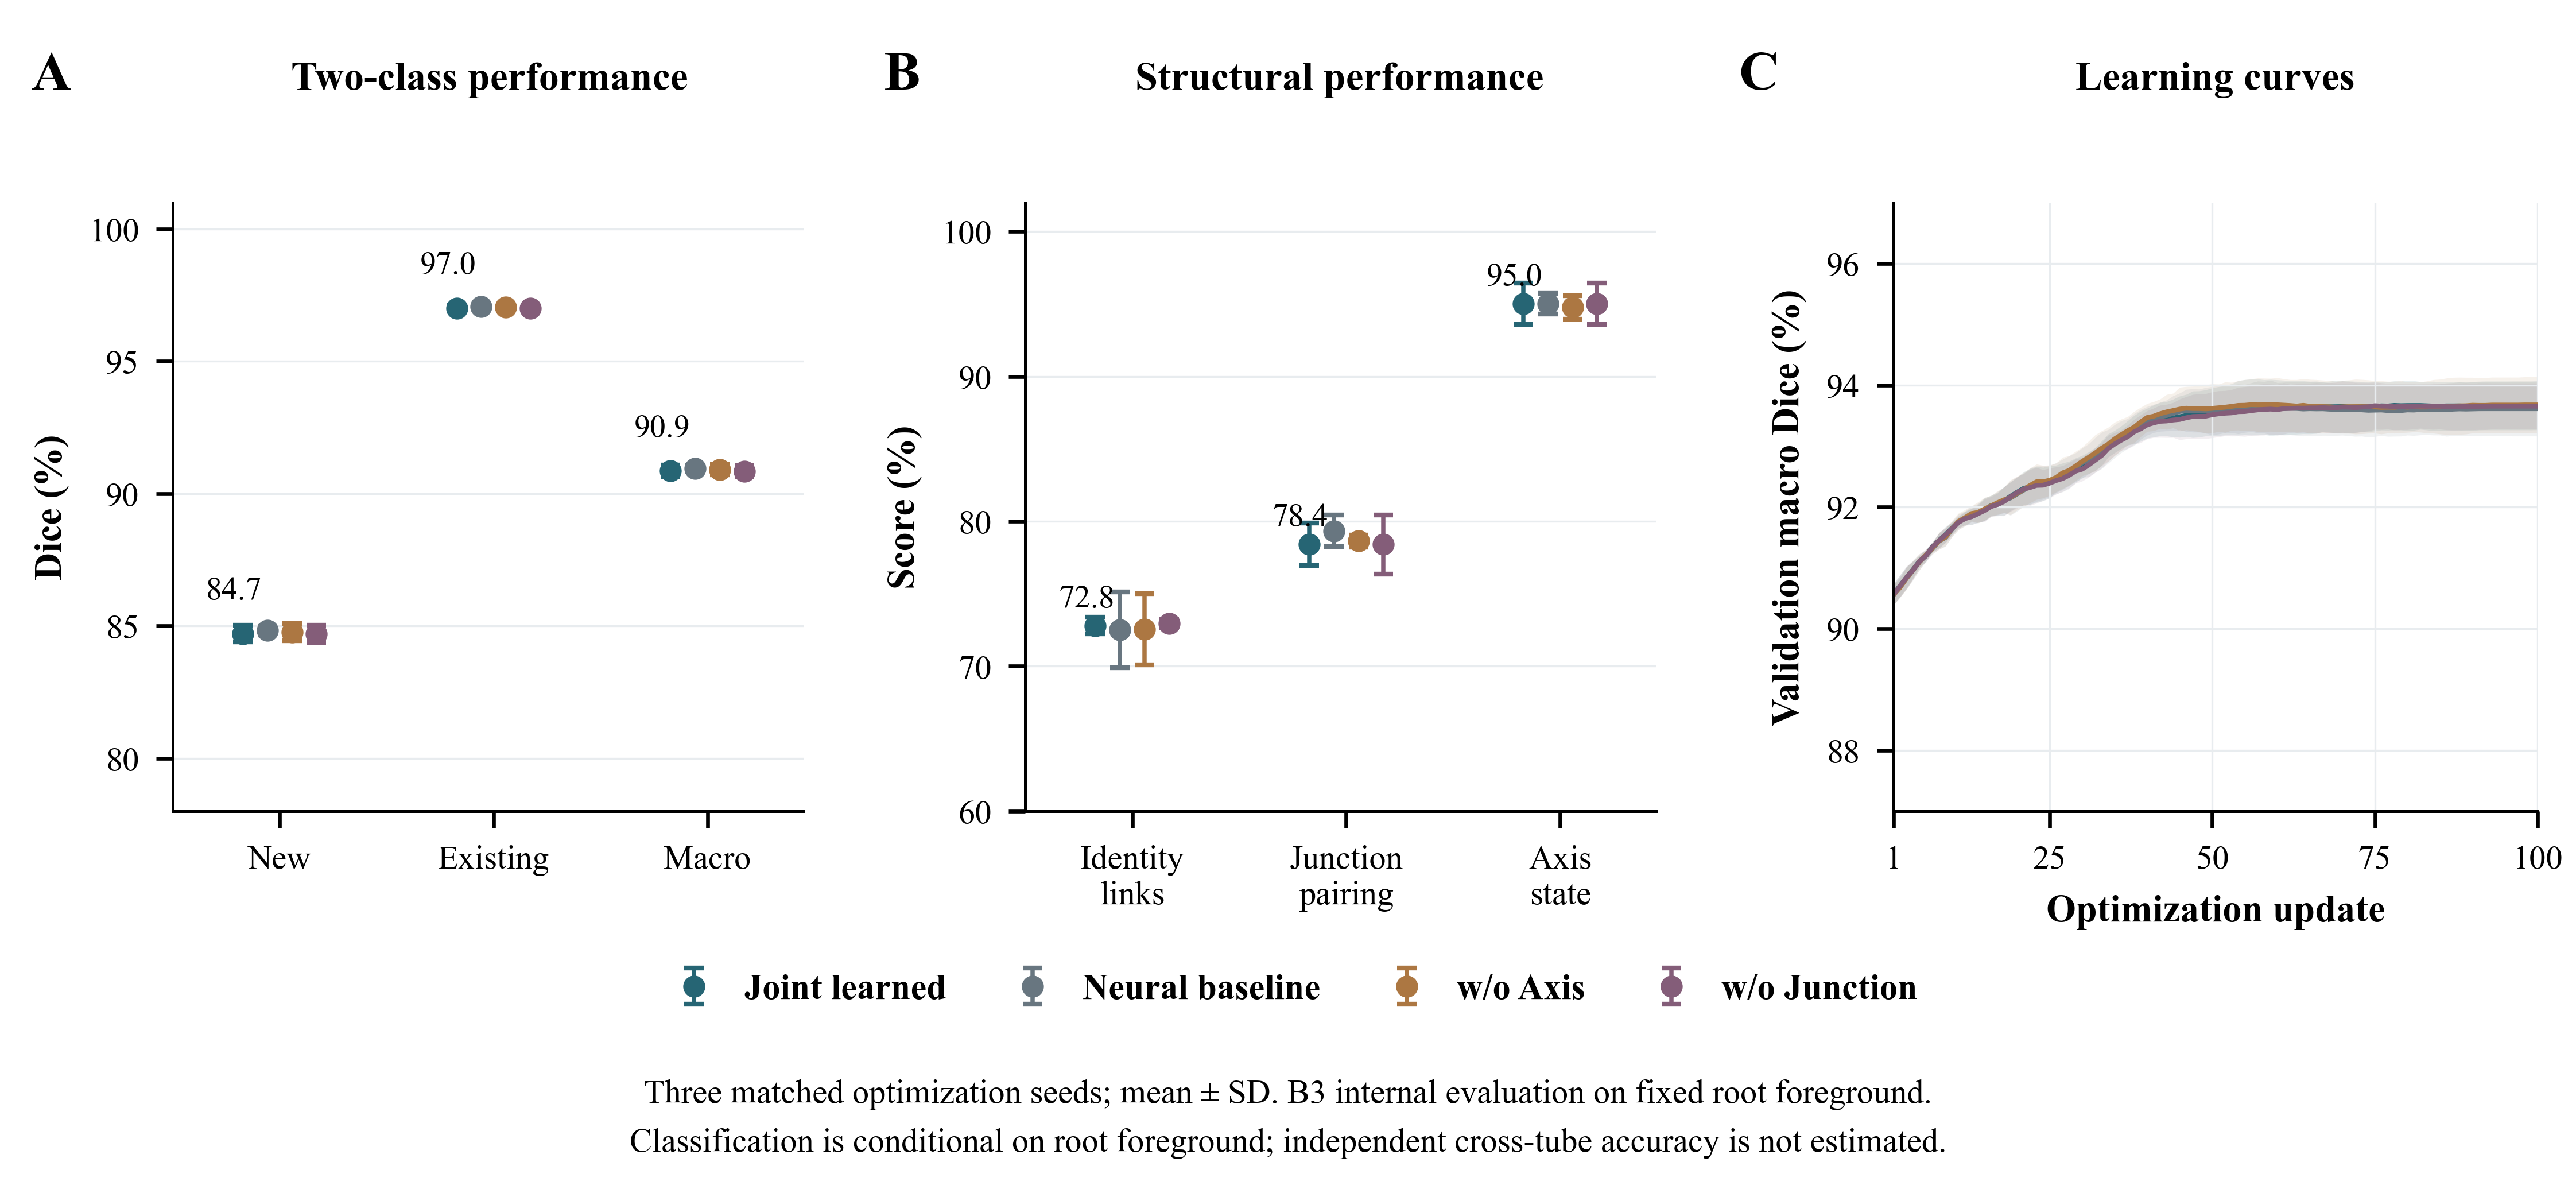 A
Two-class performance
Dice (%)
100
95
90
85
80
84.7
97.0
90.9
New
Existing
Macro
B
Structural performance
Score (%)
100
90
80
70
60
72.8
78.4
95.0
Identity
links
Junction
pairing
Axis
state
C
Learning curves
Validation macro Dice (%)
96
94
92
90
88
1
25
50
75
100
Optimization update
Joint learned
Neural baseline
w/o Axis
w/o Junction
Three matched optimization seeds; mean ± SD. B3 internal evaluation on fixed root foreground.
Classification is conditional on root foreground; independent cross-tube accuracy is not estimated.